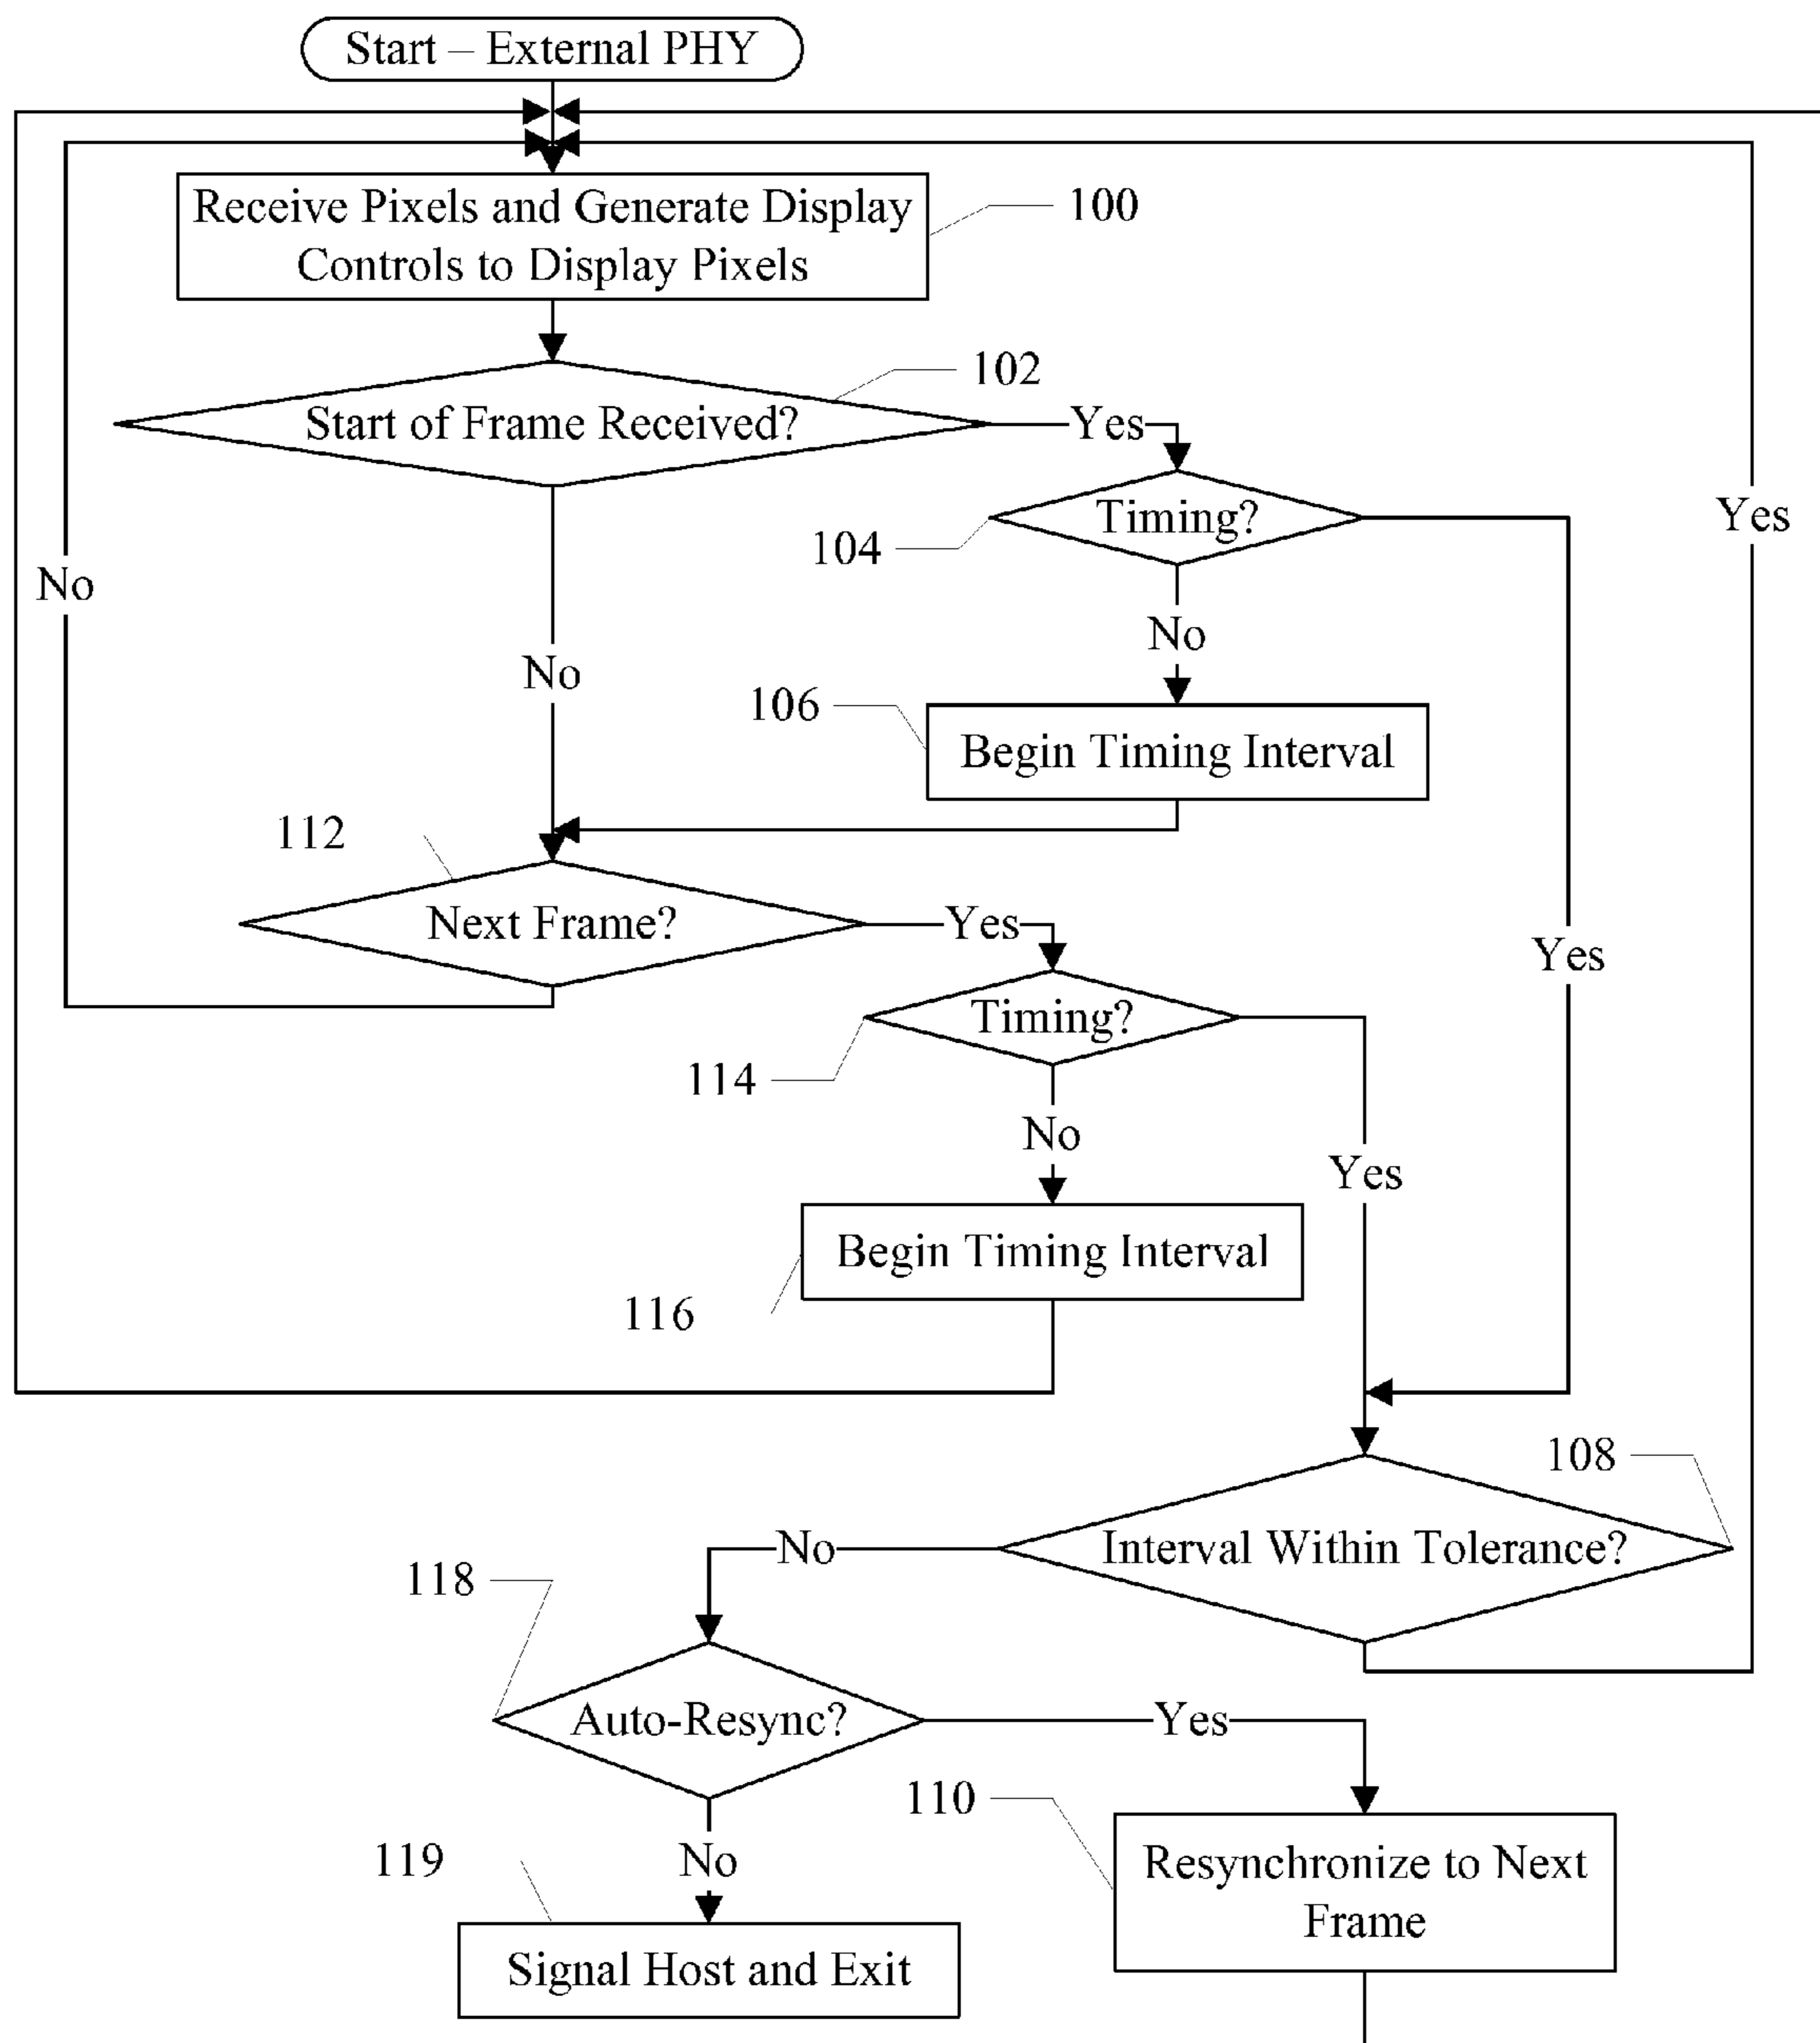 Start – External PHY
Receive Pixels and Generate Display
Controls to Display Pixels
100
102
Start of Frame Received?
Yes
Timing?
104
Yes
No
No
106
No
Begin Timing Interval
112
Next Frame?
Yes
Yes
Timing?
114
No
Yes
Begin Timing Interval
116
108
No
Interval Within Tolerance?
118
Auto-Resync?
Yes
110
119
No
Resynchronize to Next
Frame
Signal Host and Exit